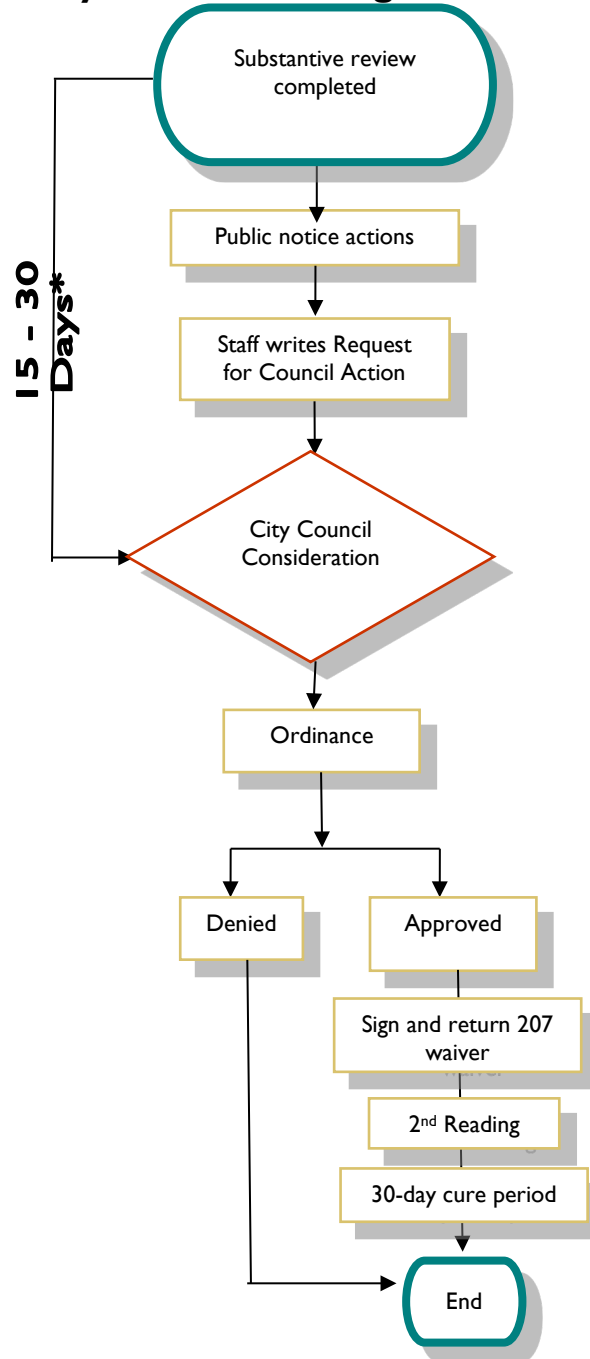 Substantive review
completed
Public notice actions
15 – 30
Days*
Staff writes Request
for Council Action
City Council
Consideration
Ordinance
Denied
Approved
Sign and return 207
waiver
2nd Reading
30-day cure period
End